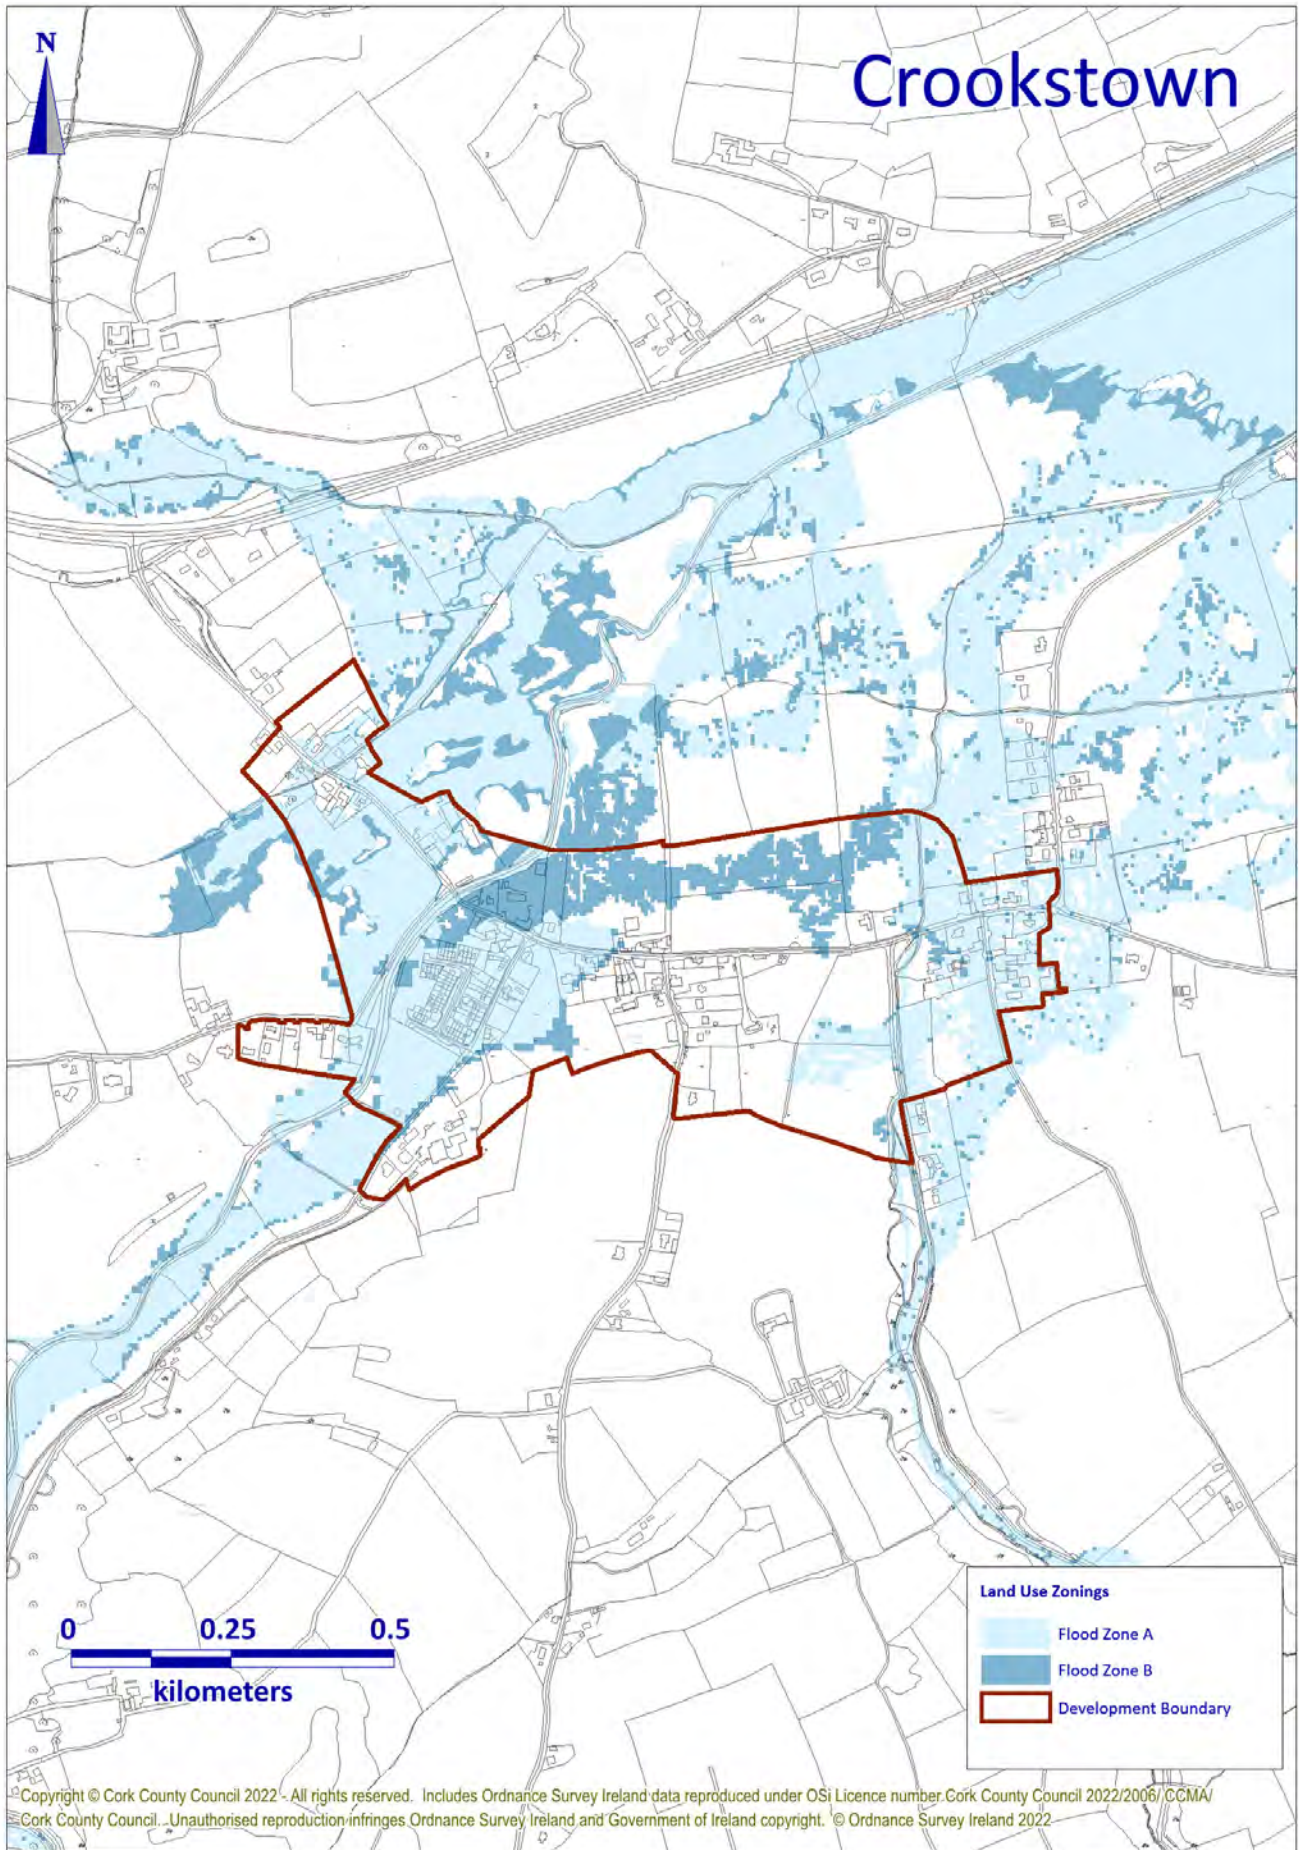 N
Crookstown
0 0.25 0.5
kilometers
Land Use Zonings
Flood Zone A
Flood Zone B
Development Boundary
Copyright © Cork County Council 2022 - All rights reserved. Includes Ordnance Survey Ireland data reproduced under OSi Licence number Cork County Council 2022/2006/ CCMA/
Cork County Council. Unauthorised reproduction infringes Ordnance Survey Ireland and Government of Ireland copyright. © Ordnance Survey Ireland 2022